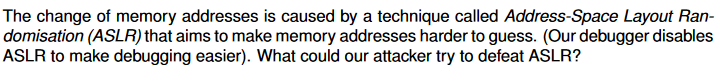 The change of memory addresses is caused by a technique called Address-Space Layout Ran-
domisation (ASLR) that aims to make memory addresses harder to guess. (Our debugger disables
ASLR to make debugging easier). What could our attacker try to defeat ASLR?